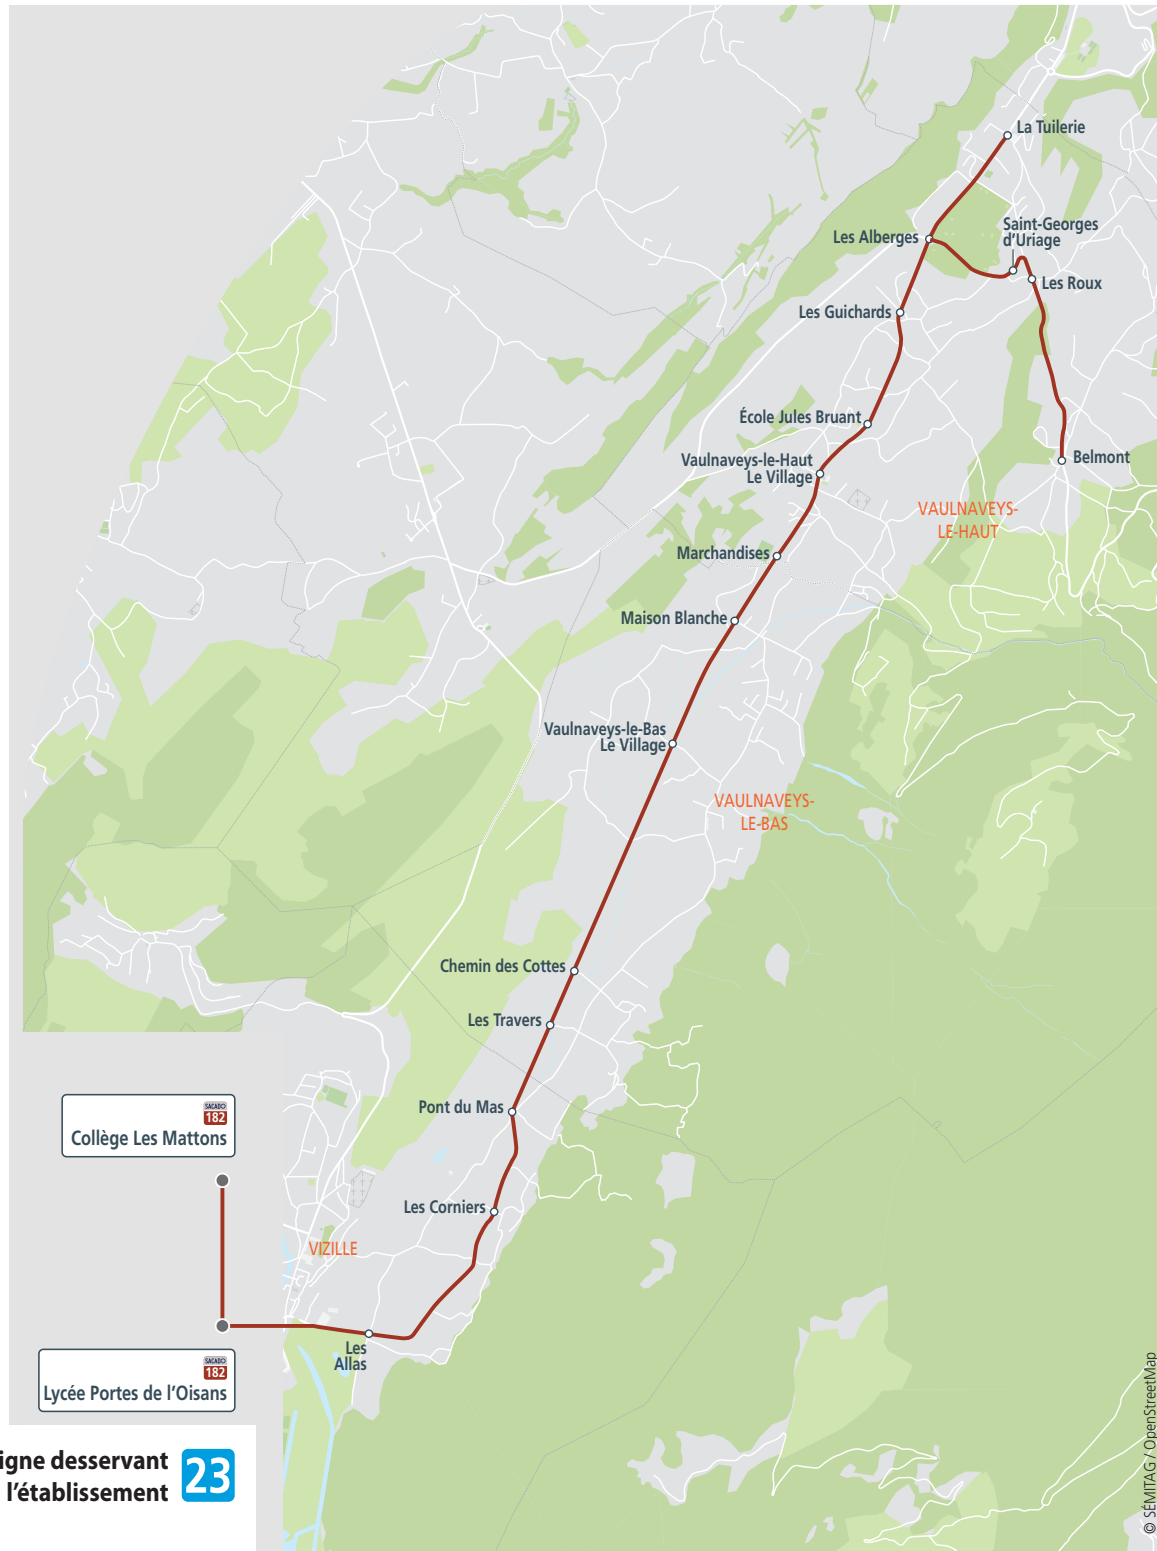 La Tuilerie
Saint-Georges
d'Uriage
Les Alberges
Les Roux
Les Guichards
École Jules Bruant
Vaulnaveys-le-Haut
Le Village
Belmont
VAULNAVEYS-
LE-HAUT
Marchandises
Maison Blanche
Vaulnaveys-le-Bas
Le Village
VAULNAVEYS-
LE-BAS
Chemin des Cottes
Les Travers
Pont du Mas
SACADO
182
Collège Les Mattons
Les Corniers
VIZILLE
Les
Allas
SACADO
182
Lycée Portes de l'Oisans
igne desservant
l'établissement
23
© SÉMITAG / OpenStreetMap